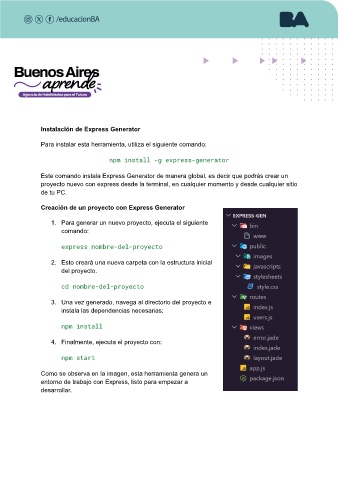 /educacionBA
BA
Buenos Aires
aprende
Agencia de Habilidades para el Futuro
Instalación de Express Generator
Para instalar esta herramienta, utiliza el siguiente comando:
npm install -g express-generator
Este comando instala Express Generator de manera global, es decir que podrás crear un
proyecto nuevo con express desde la terminal, en cualquier momento y desde cualquier sitio
de tu PC.
Creación de un proyecto con Express Generator
1. Para generar un nuevo proyecto, ejecuta el siguiente
comando:
express nombre-del-proyecto
2. Esto creará una nueva carpeta con la estructura inicial
del proyecto.
cd nombre-del-proyecto
3. Una vez generado, navega al directorio del proyecto e
instala las dependencias necesarias:
npm install
4. Finalmente, ejecuta el proyecto con:
npm start
Como se observa en la imagen, esta herramienta genera un
entorno de trabajo con Express, listo para empezar a
desarrollar.
EXPRESS-GEN
bin
www
public
images
javascripts
stylesheets
style.css
routes
index.js
users.js
views
error.jade
index.jade
layout.jade
app.js
package.json